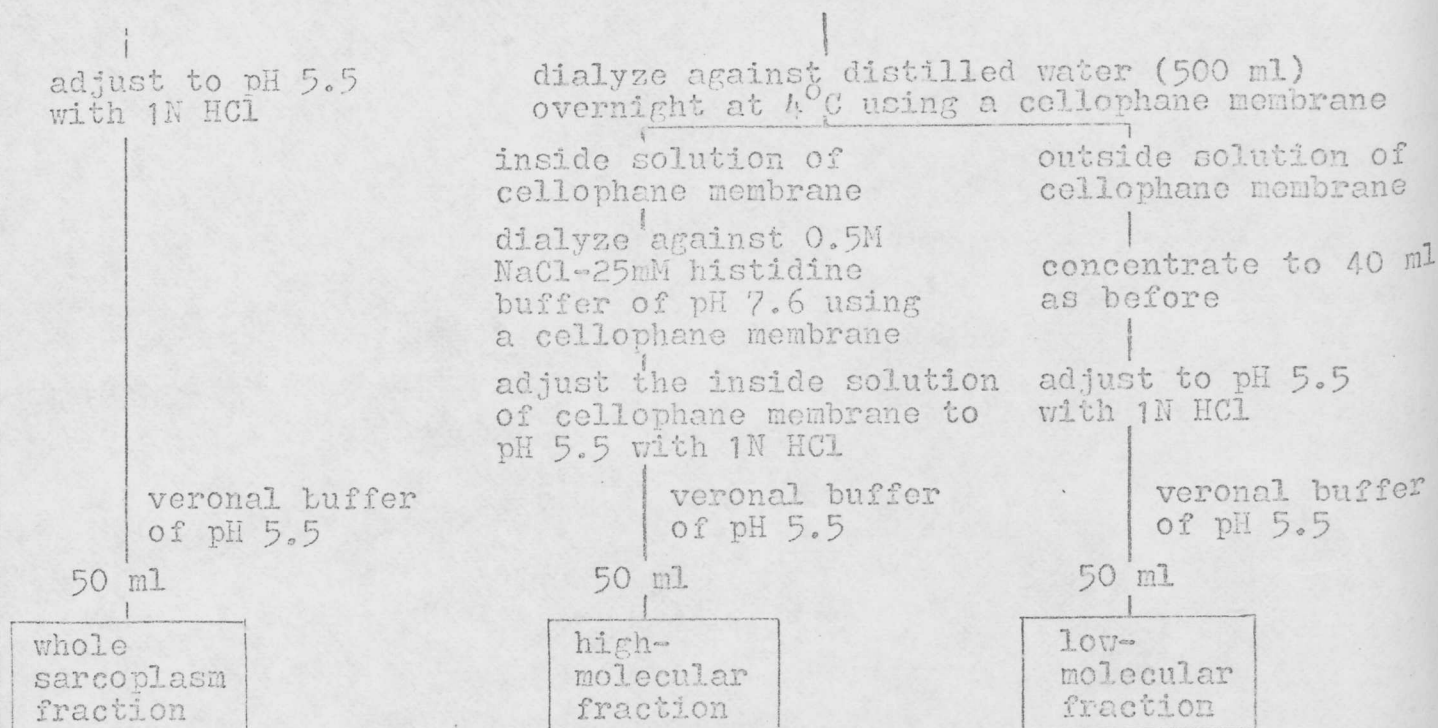 adjust to pH 5.5
with 1N HCl
dialyze against distilled water (500 ml)
overnight at 4°C using a cellophane membrane
inside solution of
cellophane membrane
outside solution of
cellophane membrane
dialyze against 0.5M
NaCl-25mM histidine
buffer of pH 7.6 using
a cellophane membrane
concentrate to 40 ml
as before
adjust the inside solution
of cellophane membrane to
pH 5.5 with 1N HCl
adjust to pH 5.5
with 1N HCl
veronal buffer
of pH 5.5
veronal buffer
of pH 5.5
veronal buffer
of pH 5.5
50 ml
50 ml
50 ml
whole
sarcoplasm
fraction
high-
molecular
fraction
low-
molecular
fraction